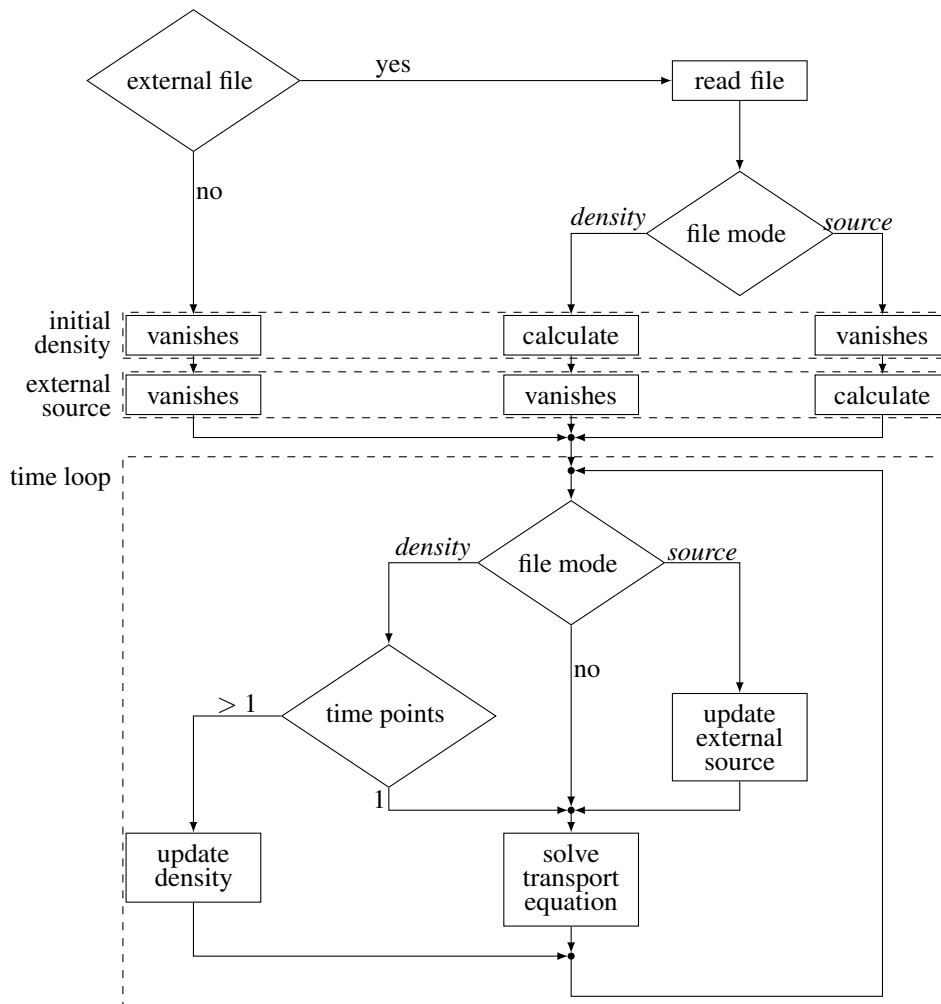 external file
yes
read file
no
density
file mode
source
initial
density
vanishes
calculate
vanishes
external
source
vanishes
vanishes
calculate
time loop
density
file mode
source
no
> 1
time points
update
external
source
1
update
density
solve
transport
equation